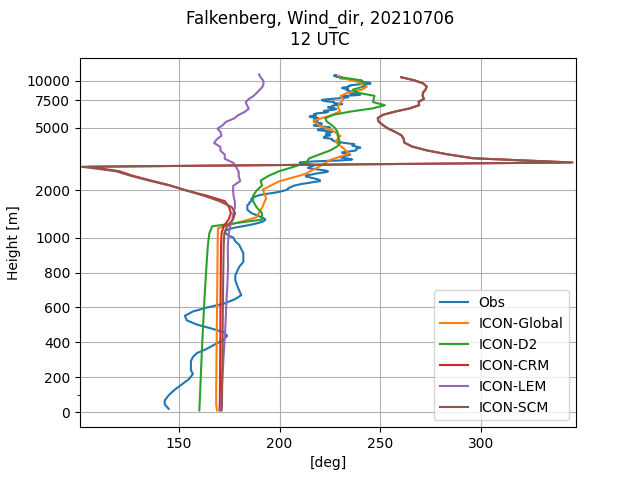 Falkenberg, Wind_dir, 20210706
12 UTC
10000
7500
5000
2000
1000
800
600
400
200
0
Height [m]
150
200
250
300
[deg]
Obs
ICON-Global
ICON-D2
ICON-CRM
ICON-LEM
ICON-SCM